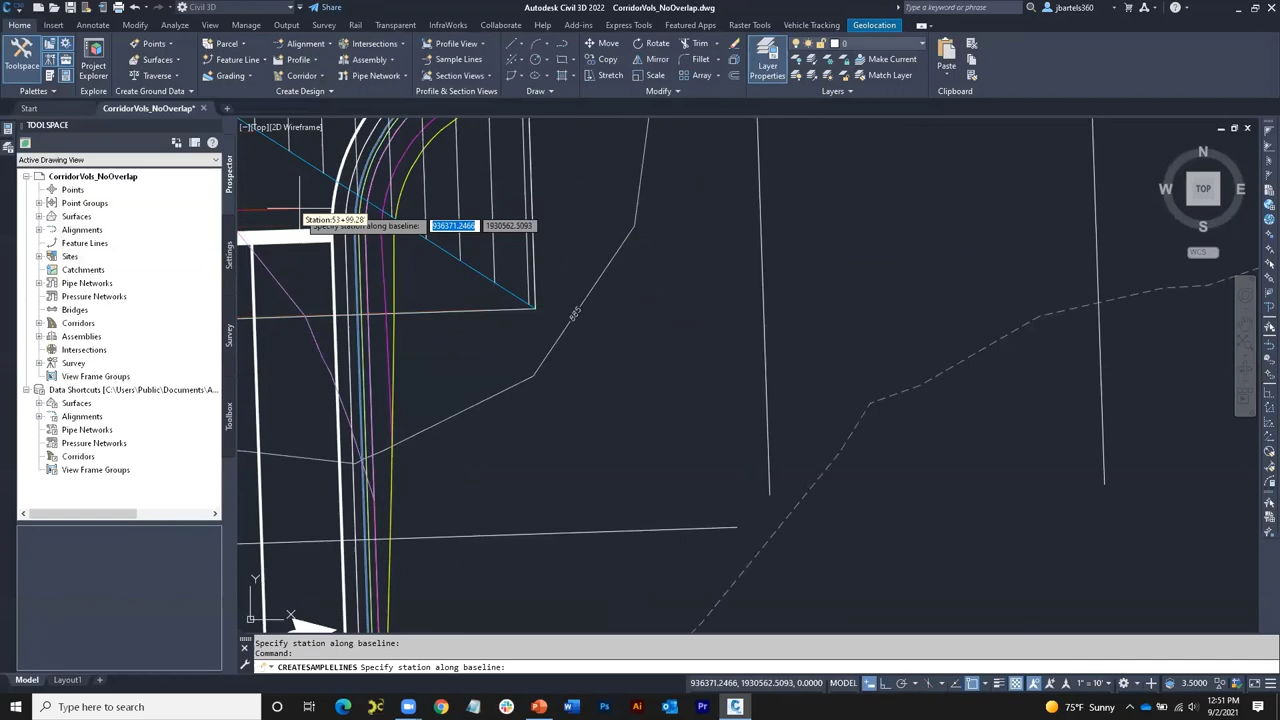 Civil 3D
Share
Autodesk Civil 3D 2022
CorridorVols_NoOverlap.dwg
Type a keyword or phrase
jbartels360
Home
Insert
Annotate
Modify
Analyze
View
Manage
Output
Survey
Rail
Transparent
InfraWorks
Collaborate
Help
Add-ins
Express Tools
Featured Apps
Raster Tools
Vehicle Tracking
Geolocation
Toolspace
Project
Explorer
Points
Surfaces
Traverse
Parcel
Feature Line
Grading
Alignment
Profile
Corridor
Intersections
Assembly
Pipe Network
Profile View
Sample Lines
Section Views
Move
Copy
Stretch
Rotate
Mirror
Scale
Trim
Fillet
Array
Layer
Properties
0
Make Current
Match Layer
Paste
Palettes
Explore
Create Ground Data
Create Design
Profile & Section Views
Draw
Modify
Layers
Clipboard
Start
CorridorVols_NoOverlap*
TOOLSPACE
Active Drawing View
CorridorVols_NoOverlap
Points
Point Groups
Surfaces
Alignments
Feature Lines
Sites
Catchments
Pipe Networks
Pressure Networks
Bridges
Corridors
Assemblies
Intersections
Survey
View Frame Groups
Data Shortcuts [C:\Users\Public\Documents\A...
Surfaces
Alignments
Pipe Networks
Pressure Networks
Corridors
View Frame Groups
Prospector
Settings
Survey
Toolbox
[−][Top][2D Wireframe]
Station:53+99.28'
Specify station along baseline:
936371.2466
1930562.5093
885
N
W
TOP
E
S
WCS
Y
X
Specify station along baseline:
Command:
CREATESAMPLELINES Specify station along baseline:
Model
Layout1
936371.2466, 1930562.5093, 0.0000
MODEL
1" = 10'
3.5000
Type here to search
75°F Sunny
12:51 PM
9/2/2021